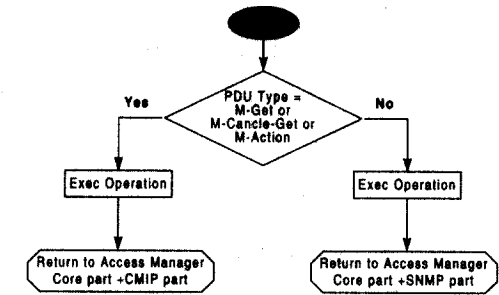 PDU Type =
M-Get or
M-Cancle-Get or
M-Action
Yes
No
Exec Operation
Exec Operation
Return to Access Manager
Core part +CMIP part
Return to Access Manager
Core part +SNMP part